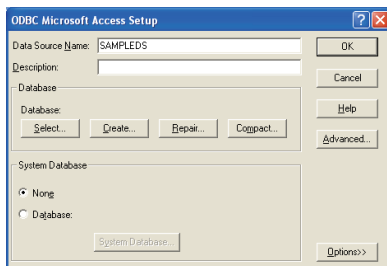 ODBC Microsoft Access Setup
Data Source Name: SAMPLEDS
Description:
OK
Cancel
Help
Advanced...
Database
Database:
Select... Create... Repair... Compact...
System Database
None
Database:
System Database...
Options>>